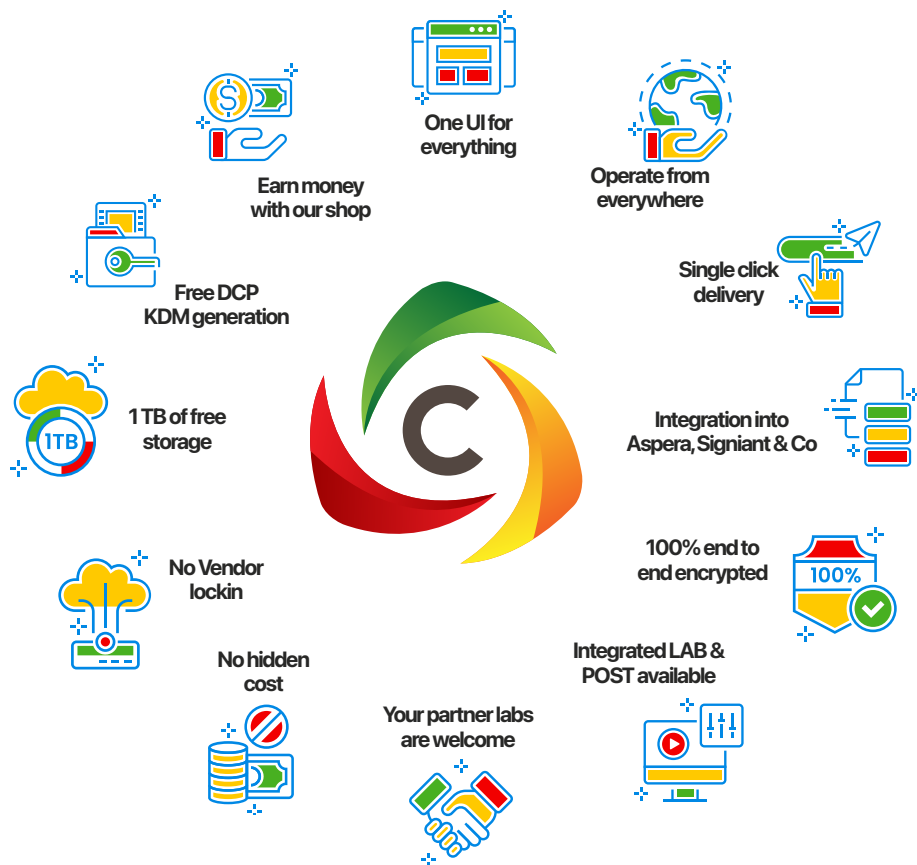 One UI for
everything
Operate from
everywhere
Single click
delivery
Integration into
Aspera, Signiant & Co
100% end to
end encrypted
100%
Integrated LAB &
POST available
Your partner labs
are welcome
No hidden
cost
No Vendor
lockin
1 TB of free
storage
1TB
Free DCP
KDM generation
Earn money
with our shop
$
C